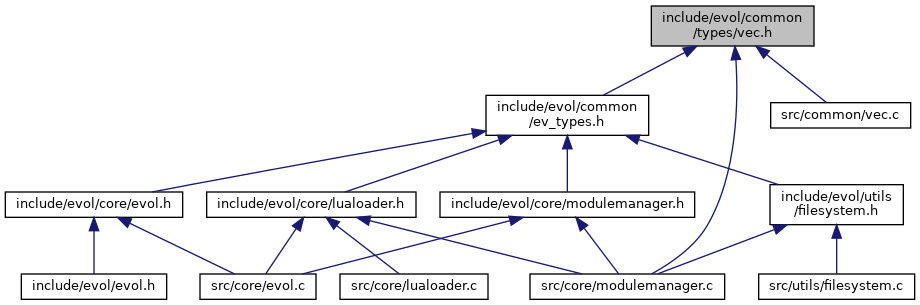 include/evol/common
/types/vec.h
include/evol/common
/ev_types.h
src/common/vec.c
include/evol/core/evol.h
include/evol/core/lualoader.h
include/evol/core/modulemanager.h
include/evol/utils
/filesystem.h
include/evol/evol.h
src/core/evol.c
src/core/lualoader.c
src/core/modulemanager.c
src/utils/filesystem.c